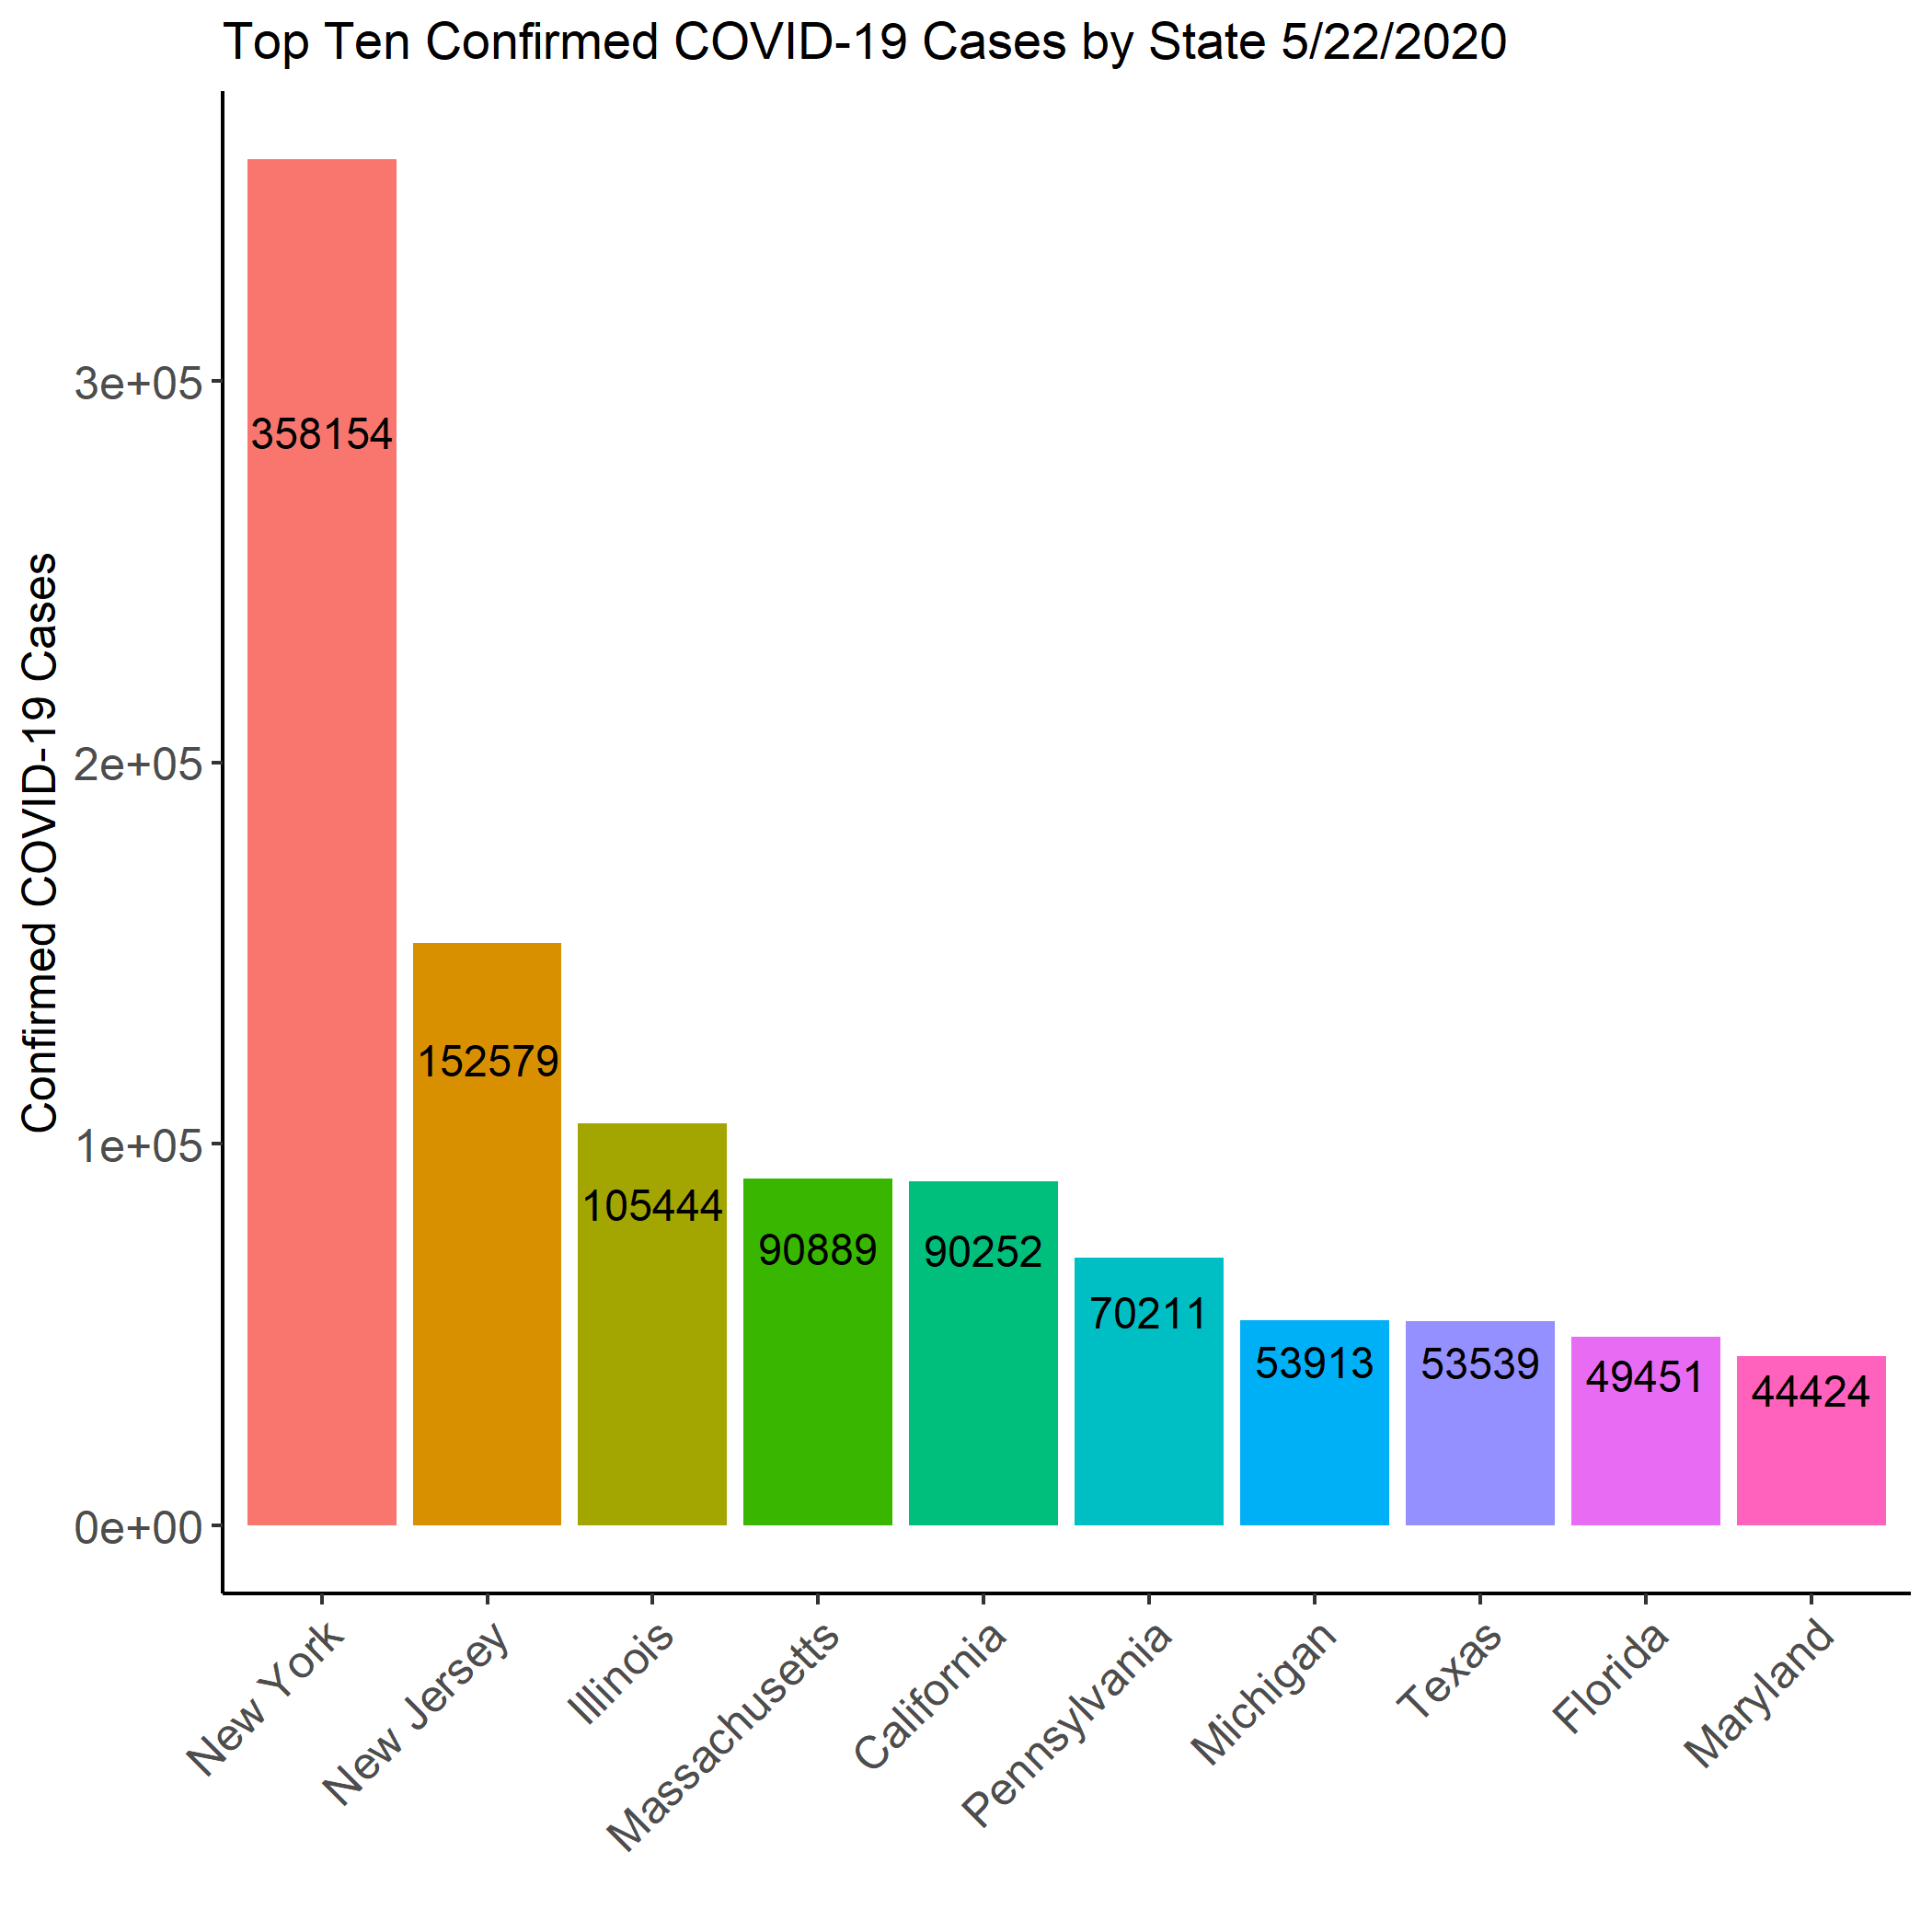 Top Ten Confirmed COVID-19 Cases by State 5/22/2020
Confirmed COVID-19 Cases
3e+05
2e+05
1e+05
0e+00
358154
152579
105444
90889
90252
70211
53913
53539
49451
44424
New York
New Jersey
Illinois
Massachusetts
California
Pennsylvania
Michigan
Texas
Florida
Maryland